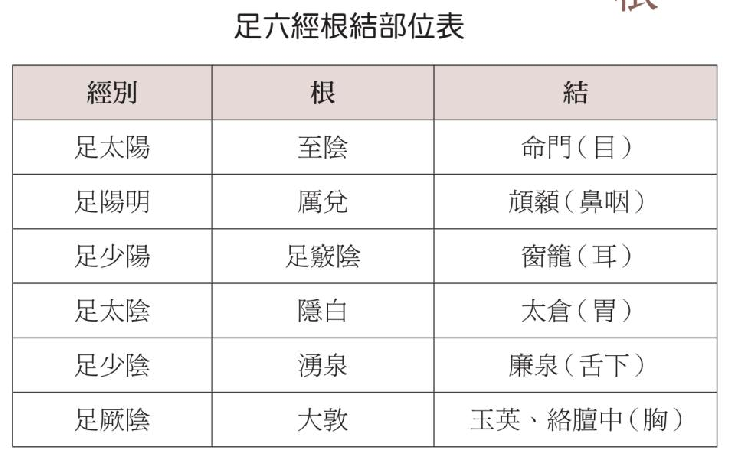 足六經根結部位表
經別 根 結
足太陽 至陰 命門(目)
足陽明 厲兌 頏顙(鼻咽)
足少陽 足竅陰 窗籠(耳)
足太陰 隱白 太倉(胃)
足少陰 湧泉 廉泉(舌下)
足厥陰 大敦 玉英、絡膻中(胸)